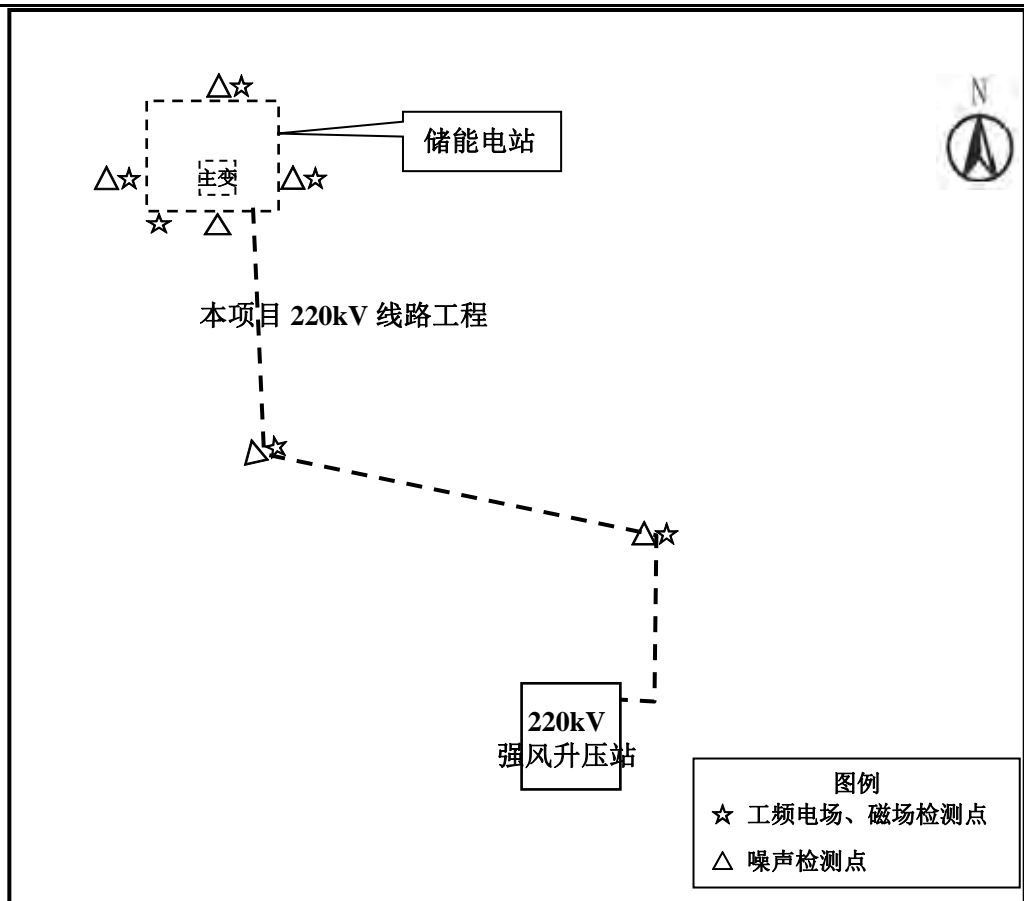 N
储能电站
主变
本项目 220kV 线路工程
220kV
强风升压站
图例
☆ 工频电场、磁场检测点
△ 噪声检测点